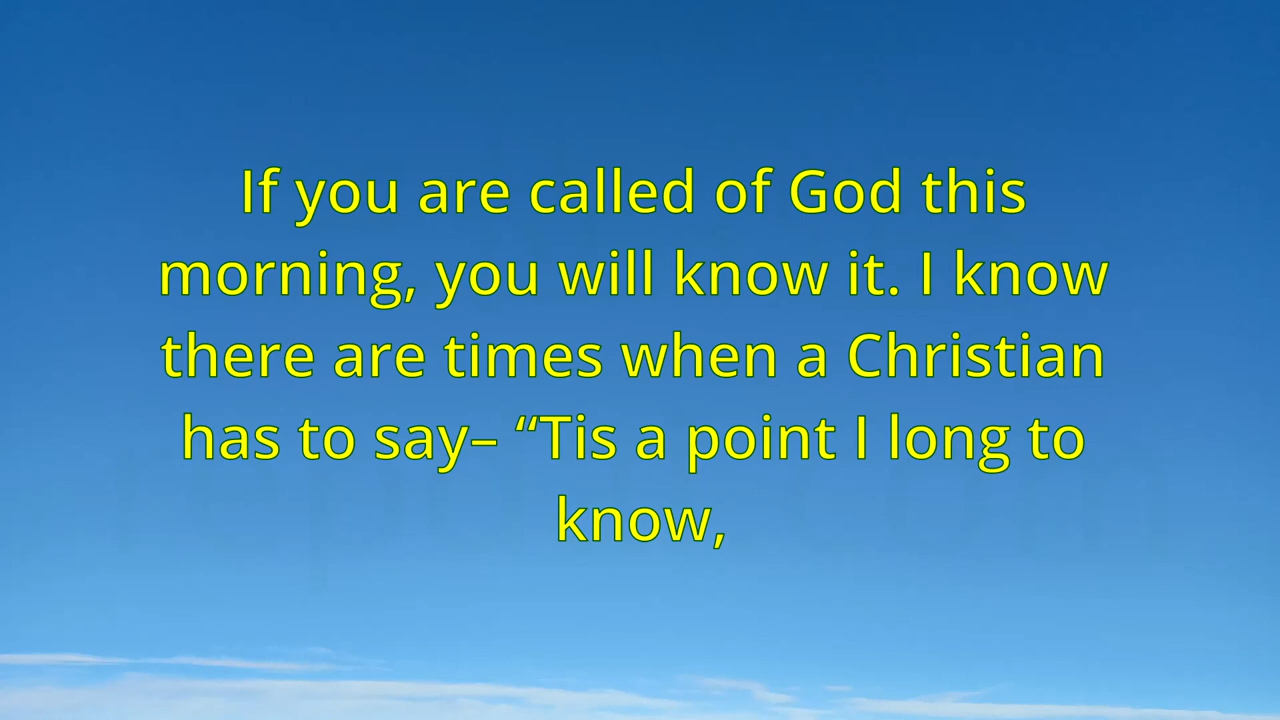 If you are called of God this
morning, you will know it. I know
there are times when a Christian
has to say– “Tis a point I long to
know,